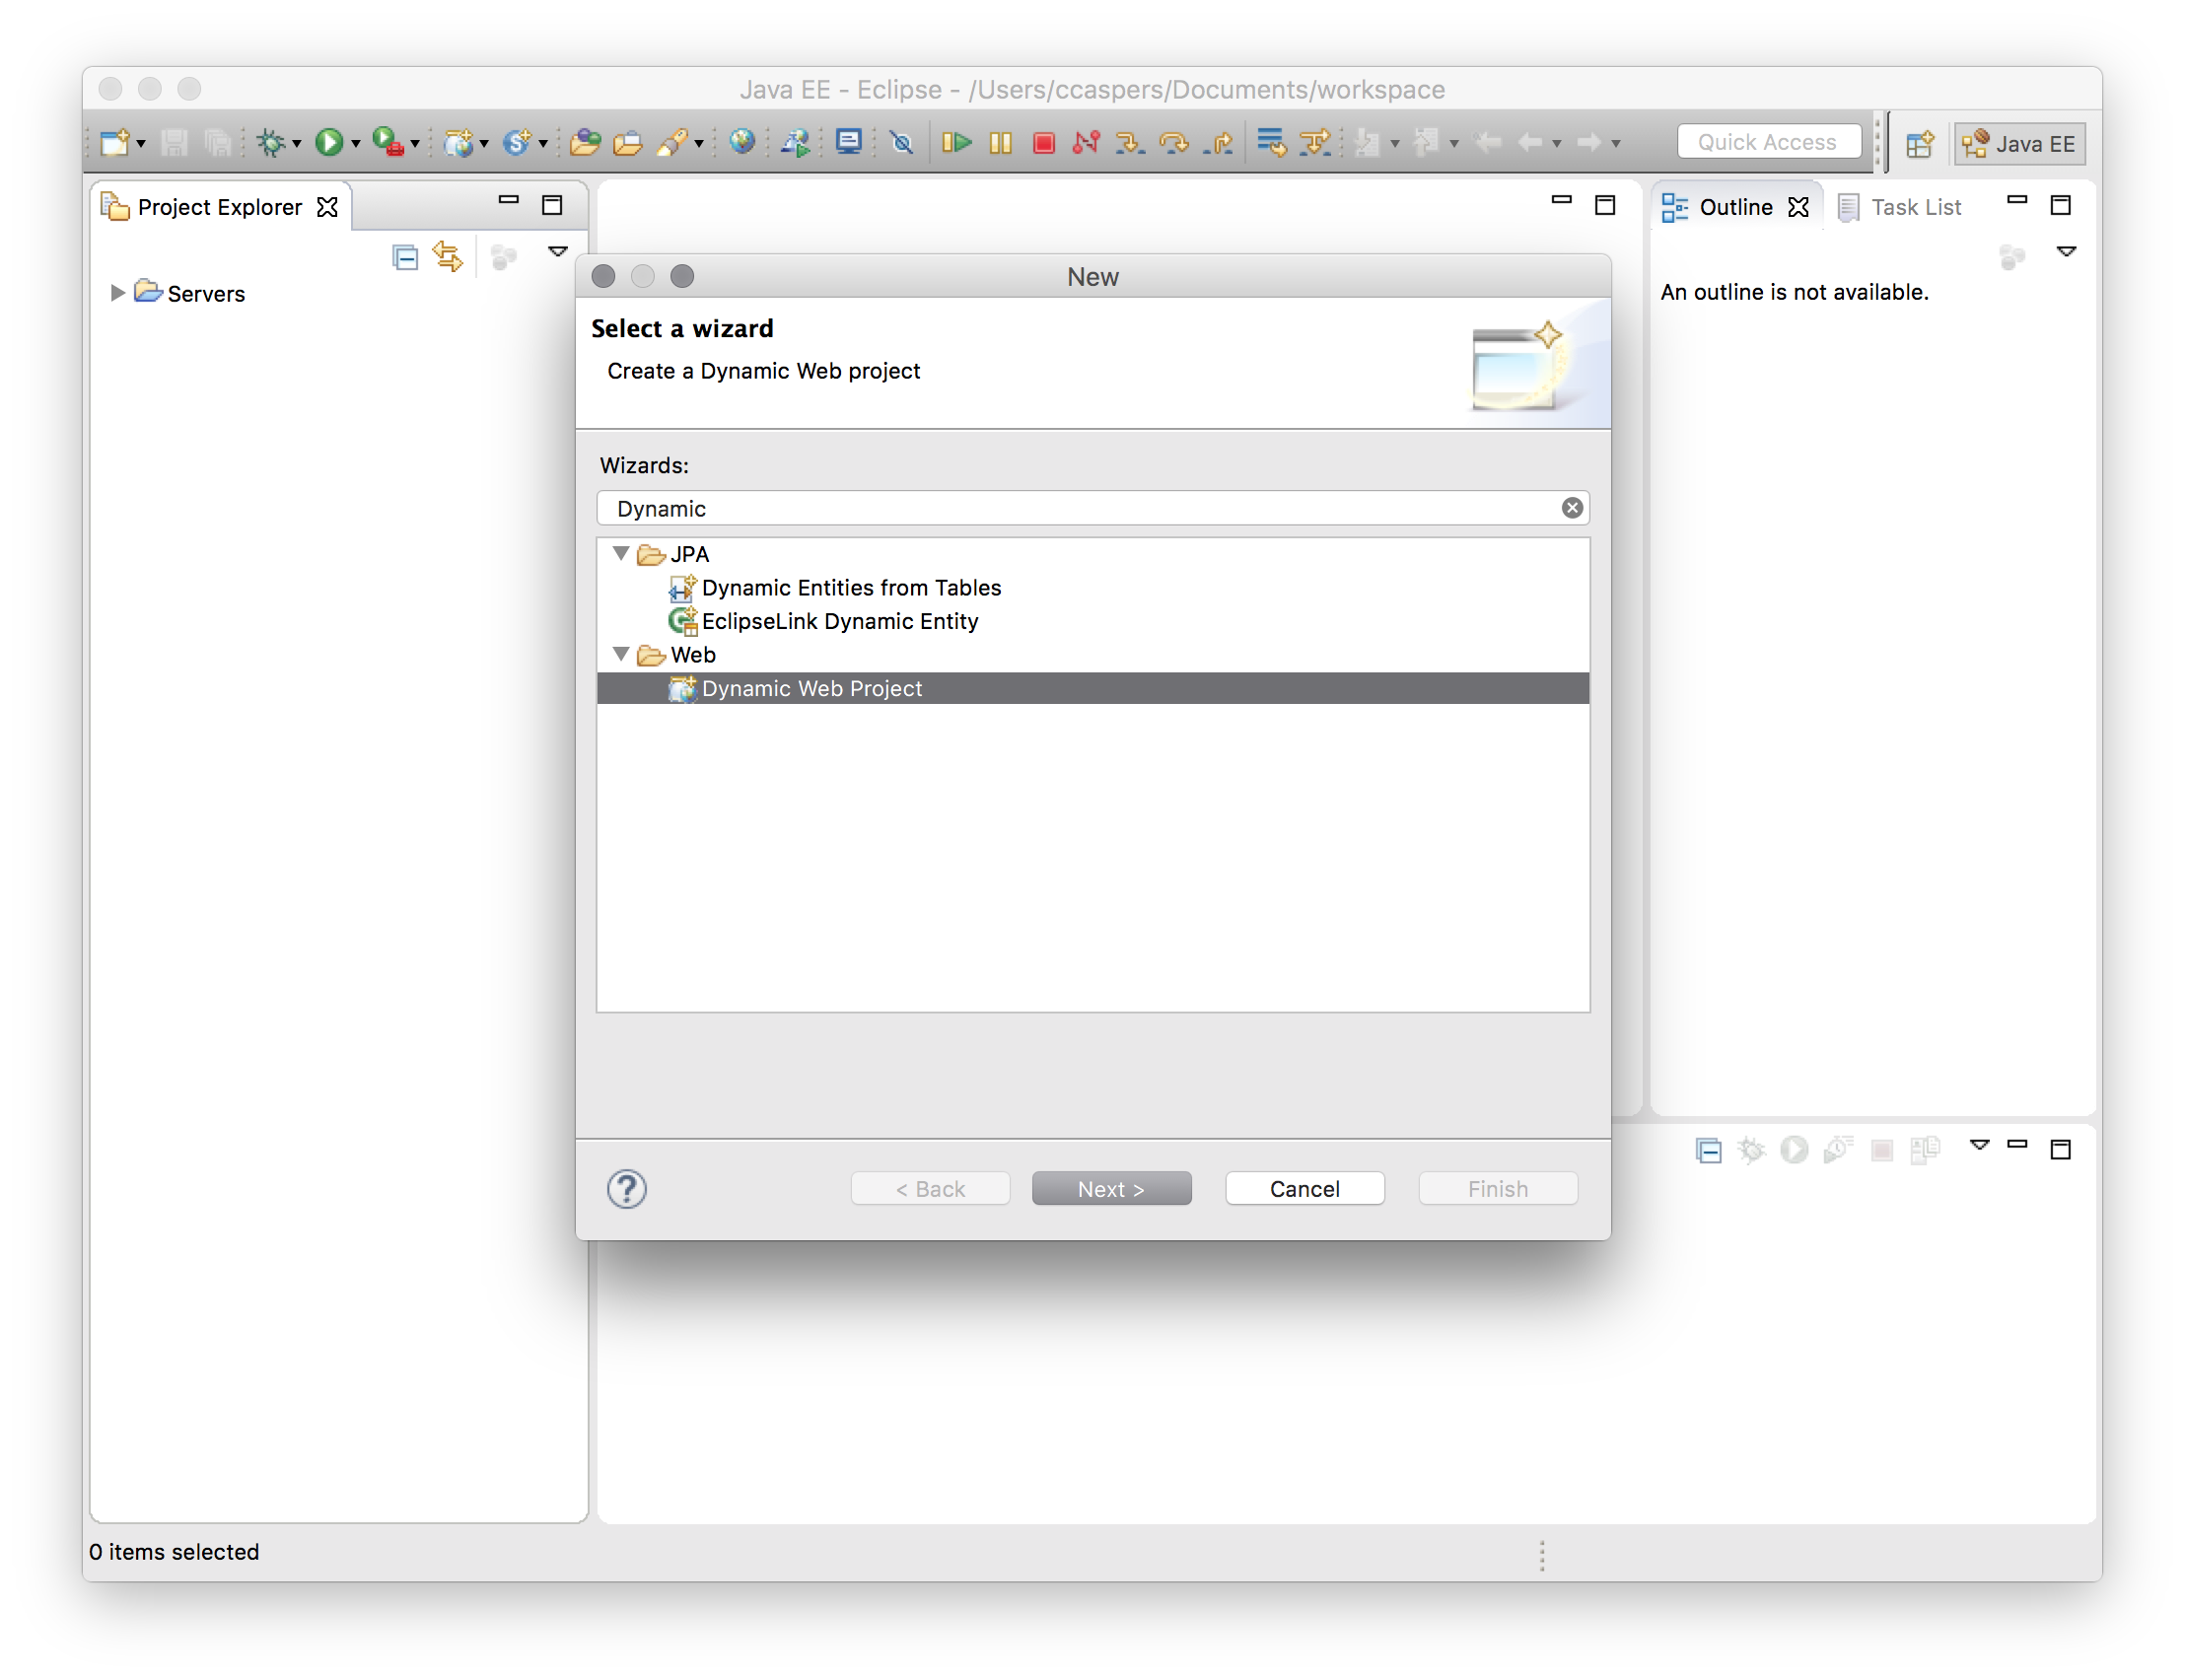 Java EE - Eclipse - /Users/ccaspers/Documents/workspace
Quick Access
Java EE
Project Explorer
Outline
Task List
Servers
An outline is not available.
New
Select a wizard
Create a Dynamic Web project
Wizards:
Dynamic
JPA
Dynamic Entities from Tables
EclipseLink Dynamic Entity
Web
Dynamic Web Project
?
< Back
Next >
Cancel
Finish
0 items selected